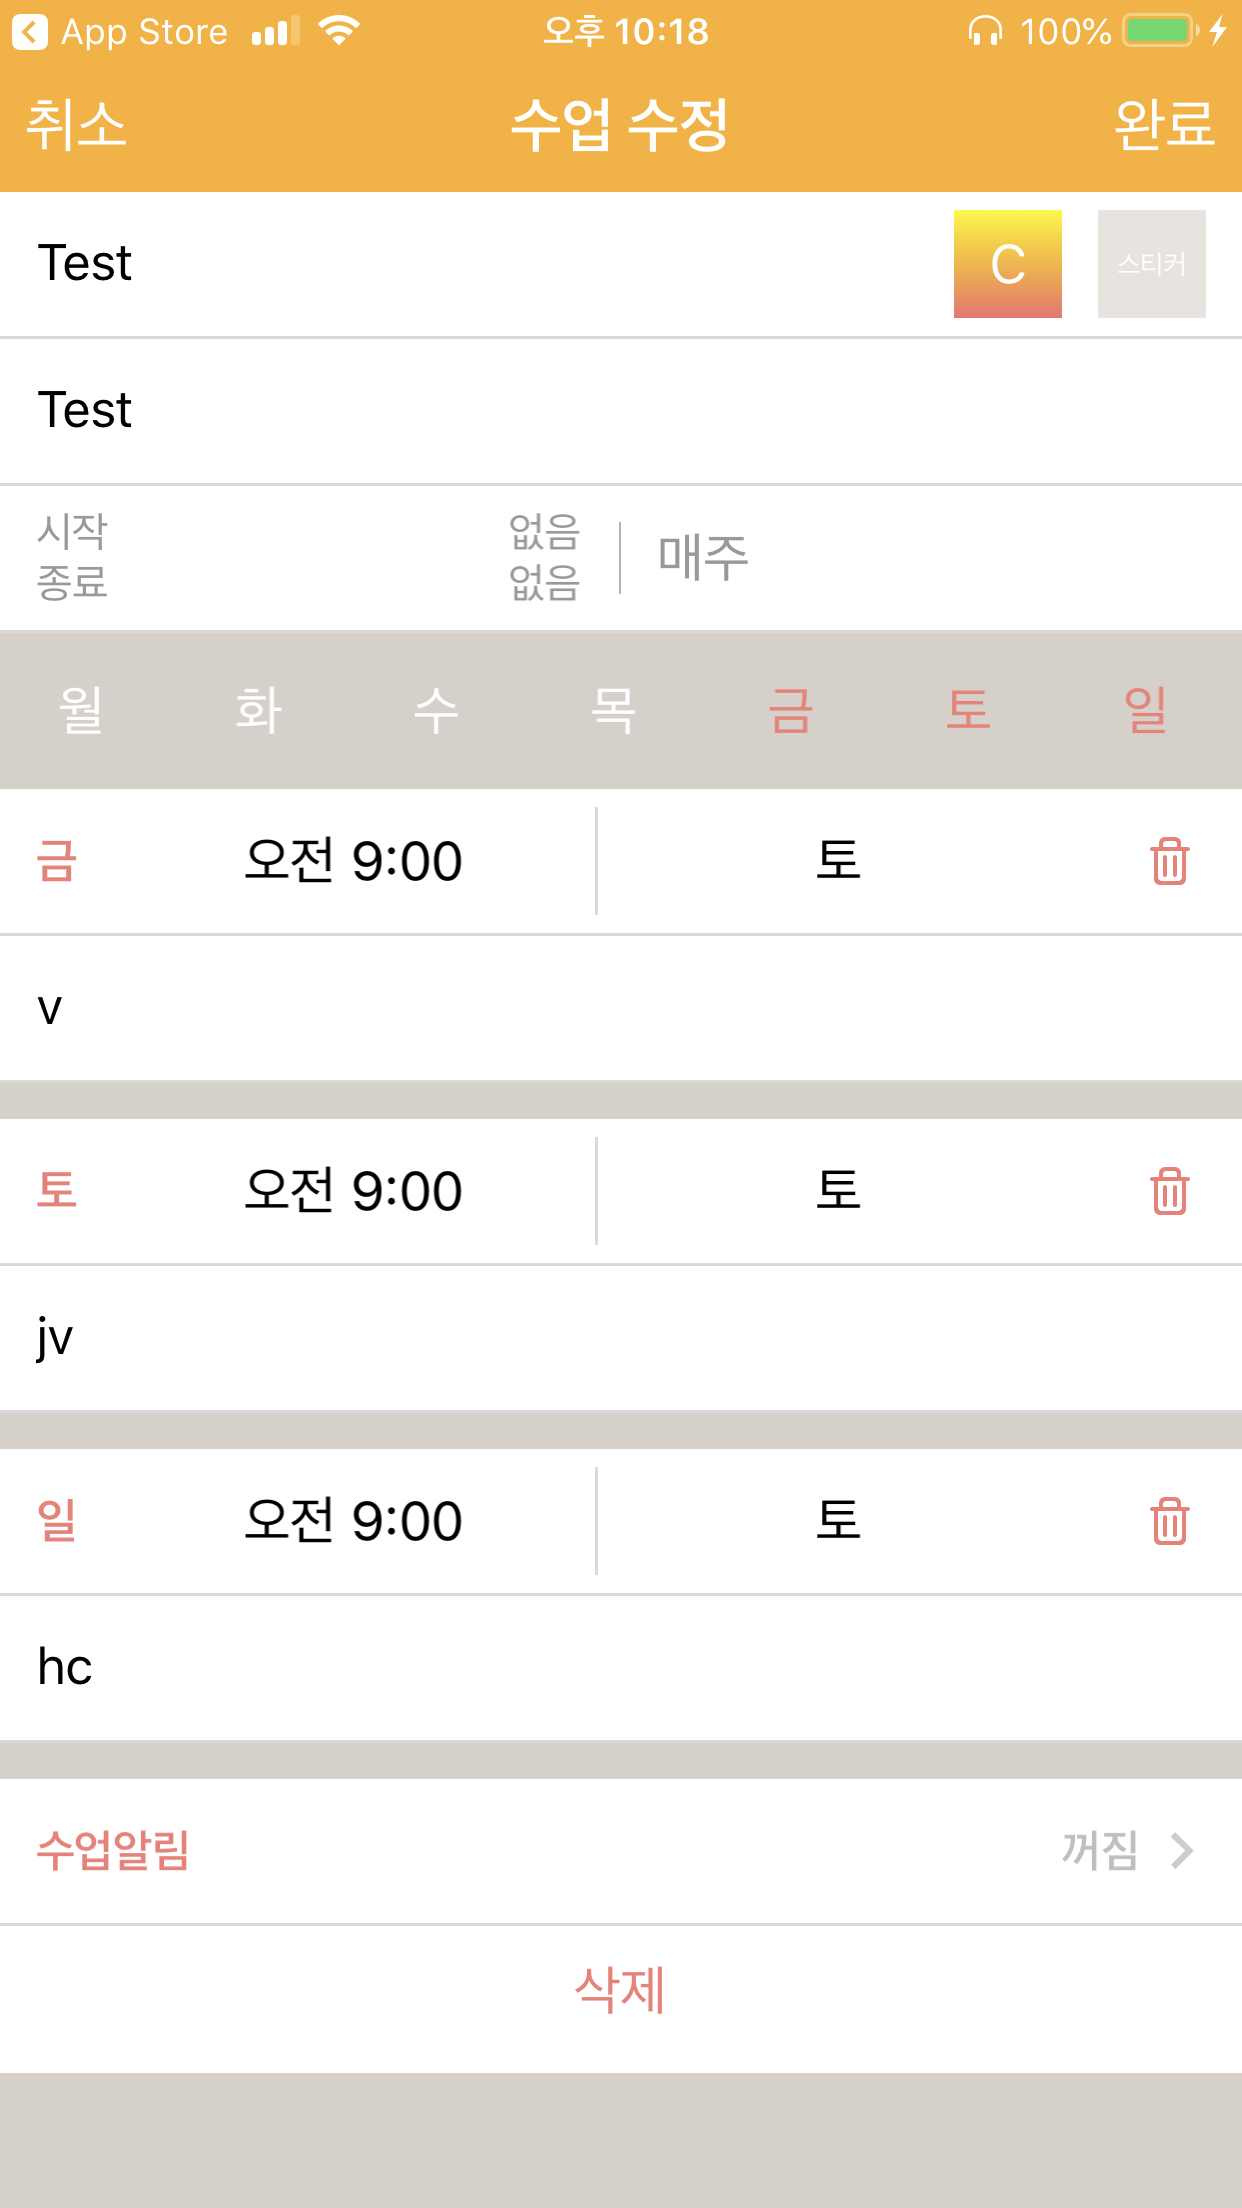 App Store 오후 10:18 100%
취소 수업 수정 완료
Test C 스티커
Test
시작 없음
종료 없음
매주
월 화 수 목 금 토 일
금 오전 9:00 토
v
토 오전 9:00 토
jv
일 오전 9:00 토
hc
수업알림 꺼짐
삭제